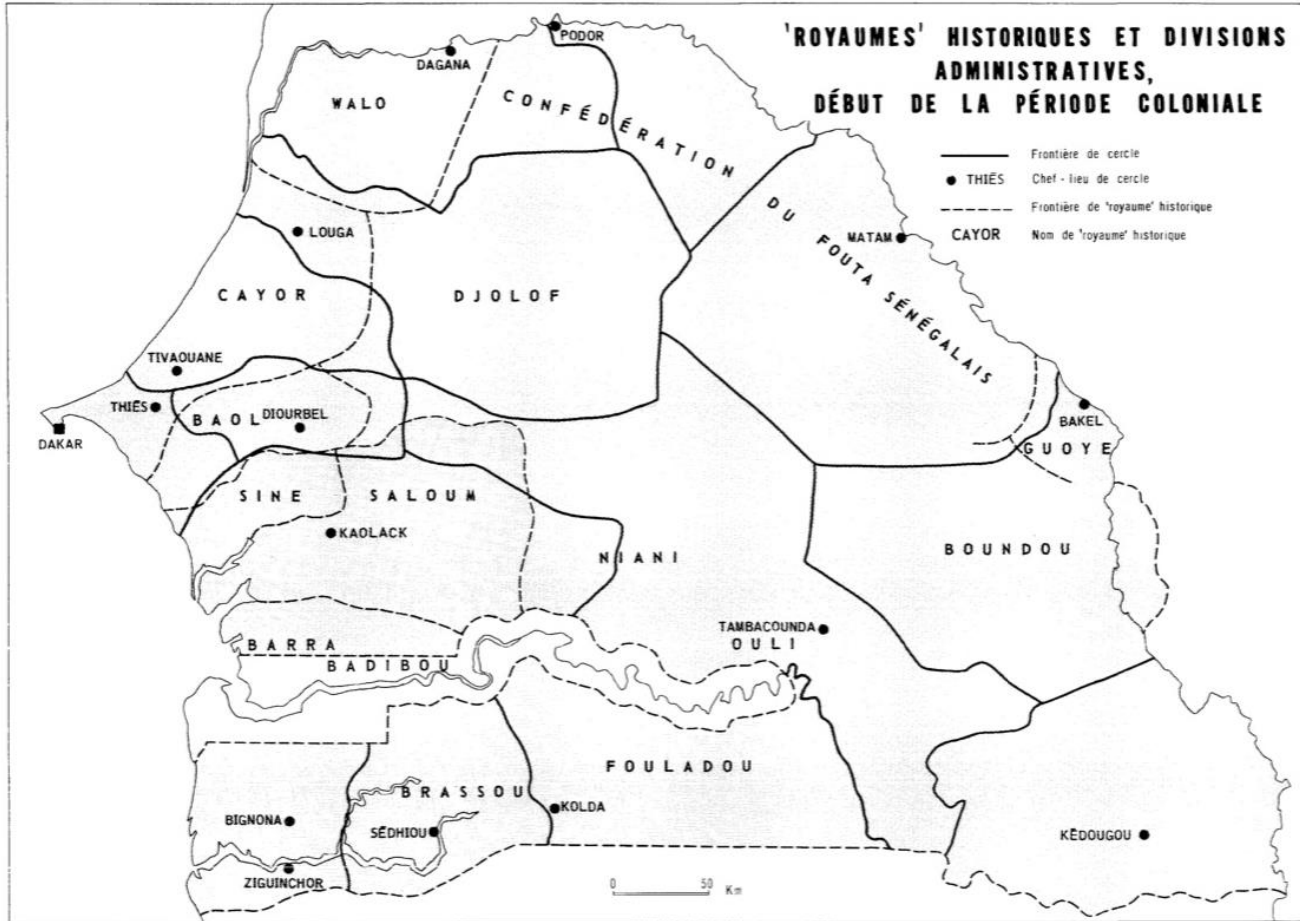 'ROYAUMES' HISTORIQUES ET DIVISIONS
ADMINISTRATIVES,
DÉBUT DE LA PÉRIODE COLONIALE
Frontière de cercle
THIÈS Chef-lieu de cercle
Frontière de 'royaume' historique
CAYOR Nom de 'royaume' historique
PODOR
DAGANA
WALO
CONFÉDÉRATION DU FOUTA SÉNÉGALAIS
MATAM
LOUGA
CAYOR
DJOLOF
TIVAOUANE
THIÈS
BAOL
DIOURBEL
DAKAR
BAKEL
GUOYE
SINE
SALOUM
KAOLACK
NIANI
BOUNDOU
TAMBACOUNDA
OULI
BARRA
BADIBOU
FOULADOU
BRASSOU
KOLDA
BIGNONA
SÉDHIOU
KÉDOUGOU
ZIGUINCHOR
0 50 Km